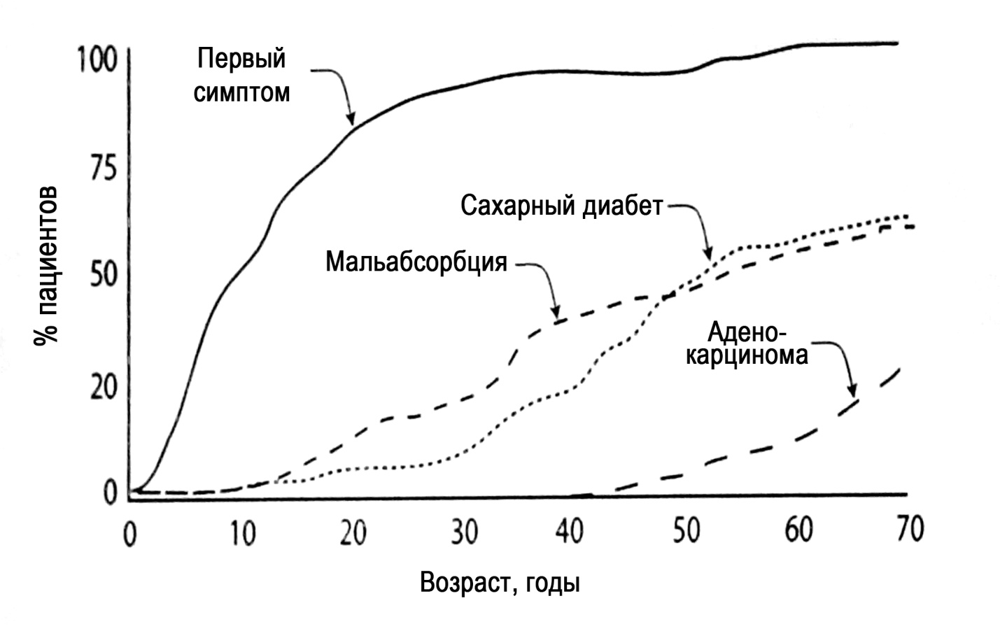 100
75
50
20
0
% пациентов
Первый
симптом
Сахарный диабет
Мальабсорбция
Адено-
карцинома
0 10 20 30 40 50 60 70
Возраст, годы